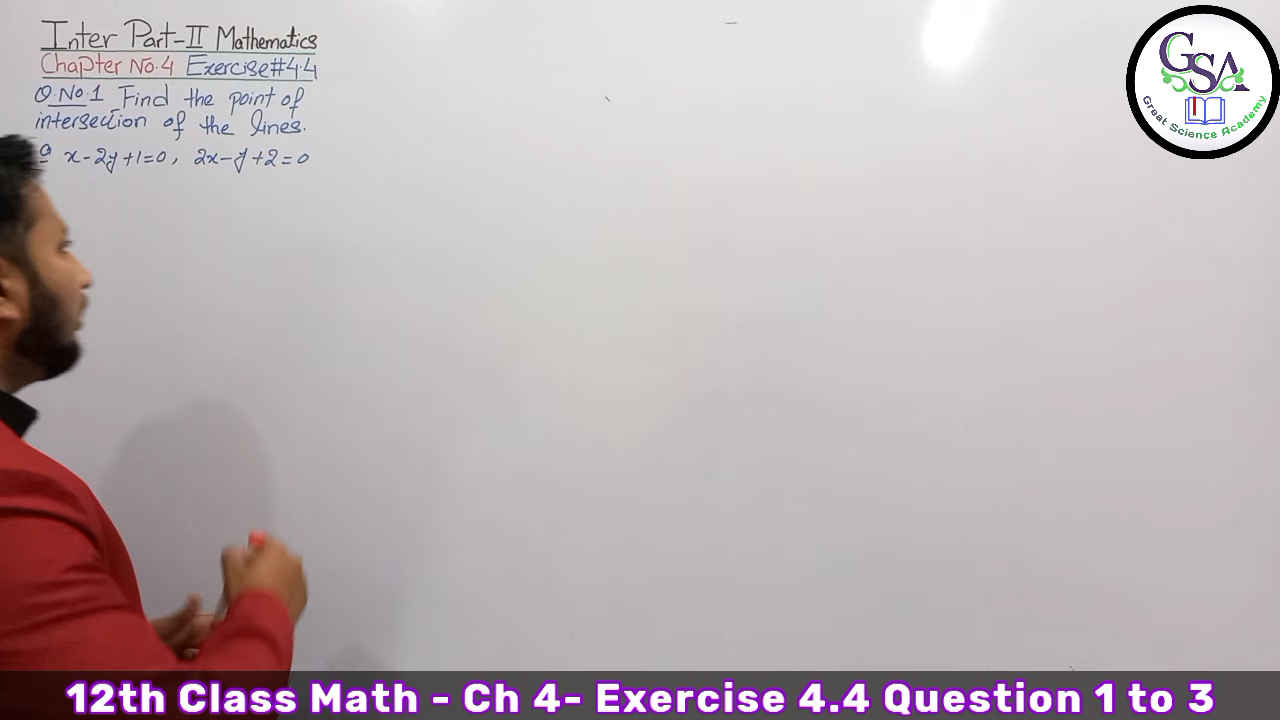 Inter Part-II Mathematics
Chapter No.4 Exercise#4.4
Q.No.1 Find the point of
intersection of the lines.
a x-2y+1=0, 2x-y+2=0
GSA
Great Science Academy
12th Class Math - Ch 4- Exercise 4.4 Question 1 to 3